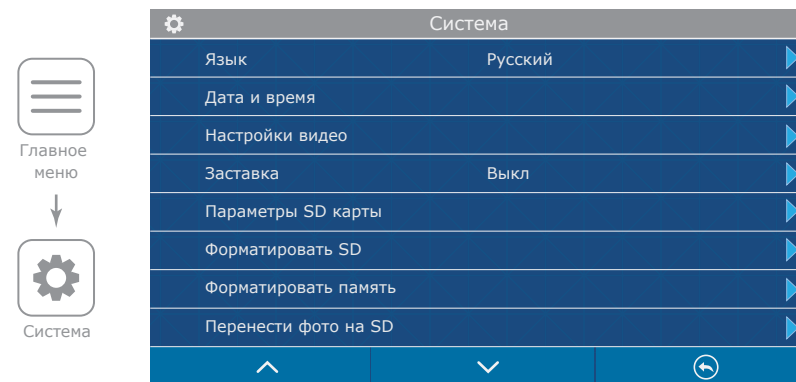 Главное
меню
Система
Система
Язык Русский
Дата и время
Настройки видео
Заставка Выкл
Параметры SD карты
Форматировать SD
Форматировать память
Перенести фото на SD